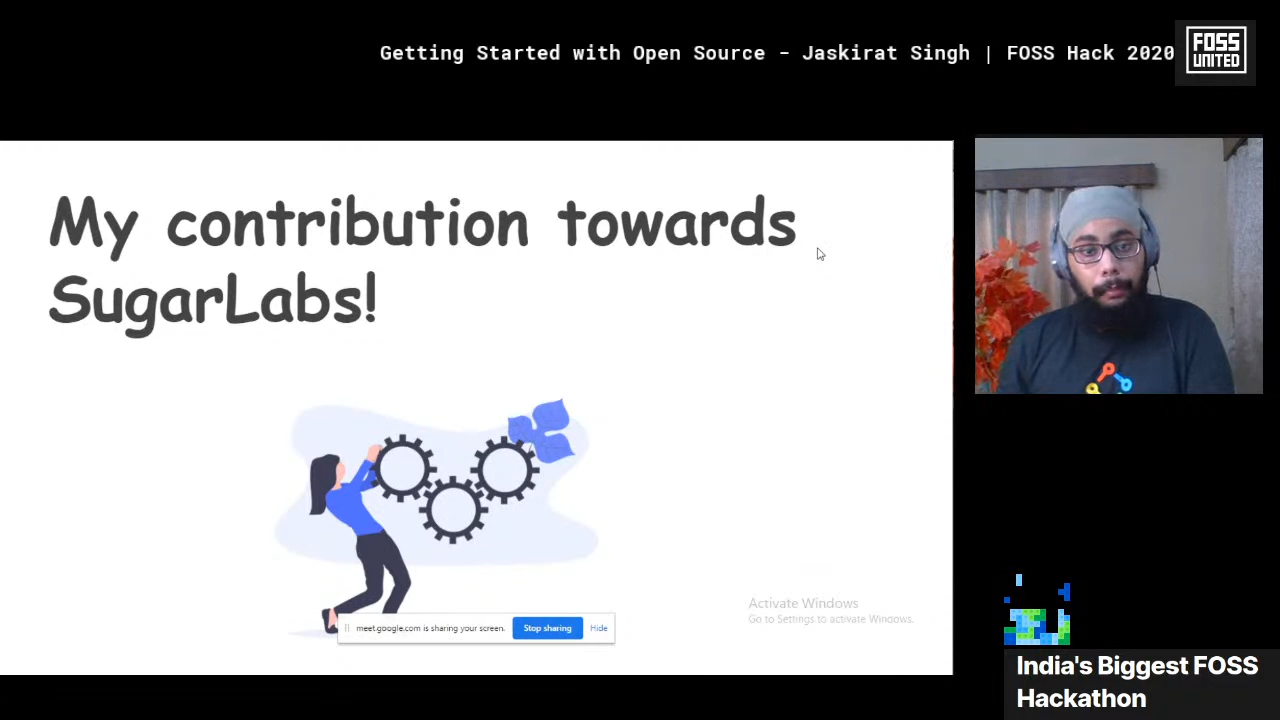 Getting Started with Open Source - Jaskirat Singh | FOSS Hack 2020
FOSS
UNITED
My contribution towards
SugarLabs!
meet.google.com is sharing your screen.
Stop sharing
Hide
Activate Windows
Go to Settings to activate Windows.
India's Biggest FOSS
Hackathon